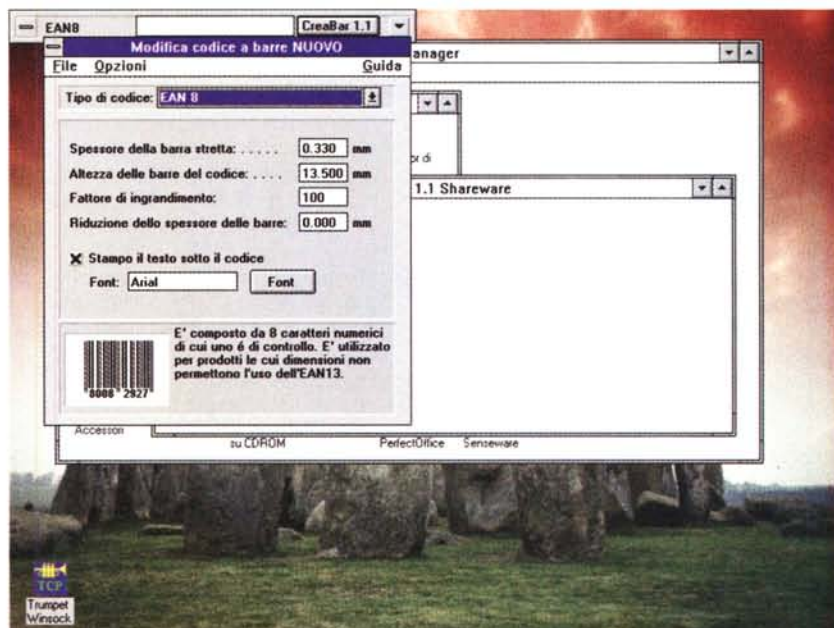 EAN8
CreaBar 1.1
Modifica codice a barre NUOVO
File Opzioni Guida
Tipo di codice: EAN 8
Spessore della barra stretta: . . . . . 0.330 mm
Altezza delle barre del codice: . . . . 13.500 mm
Fattore di ingrandimento: 100
Riduzione dello spessore delle barre: 0.000 mm
Stampo il testo sotto il codice
Font: Arial Font
8008 2927
E' composto da 8 caratteri numerici
di cui uno é di controllo. E' utilizzato
per prodotti le cui dimensioni non
permettono l'uso dell'EAN13.
anager
or di
1.1 Shareware
Accessori
su CDROM
PerfectOffice
Senseware
TCP
Trumpet
Winsock